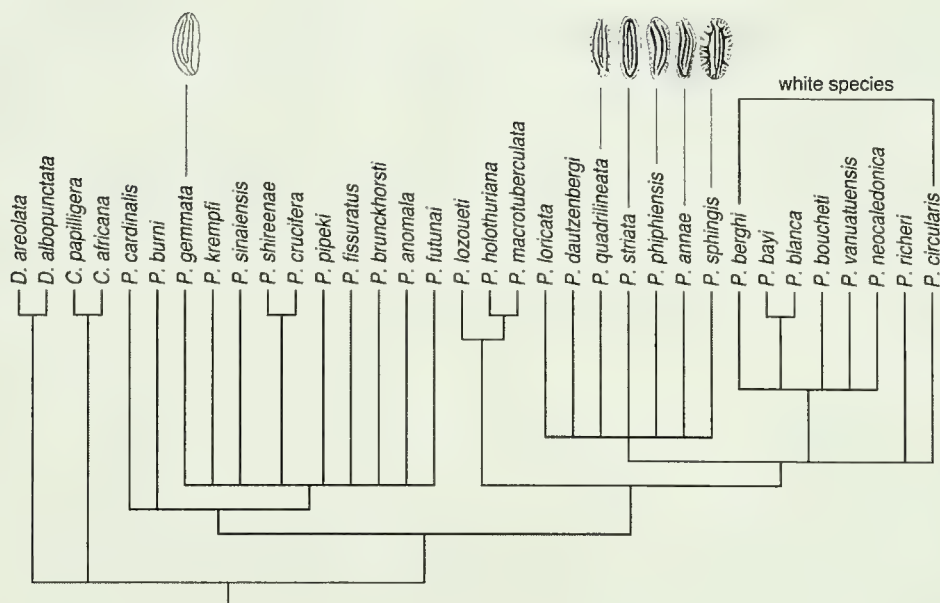 white species
D. areolata
D. albopunctata
C. papilligera
C. africana
P. cardinalis
P. burni
P. gemmata
P. krempfi
P. sinaiensis
P. shireenae
P. crucifera
P. pipeki
P. fissuratus
P. brunckhorsti
P. anomala
P. futunai
P. lozoueti
P. holothuriana
P. macrotuberculata
P. loricata
P. dautzenbergi
P. quadrilineata
P. striata
P. phiphiensis
P. annae
P. sphingis
P. berghi
P. bayi
P. blanca
P. boucheti
P. vanuatuensis
P. neocaledonica
P. richeri
P. circularis